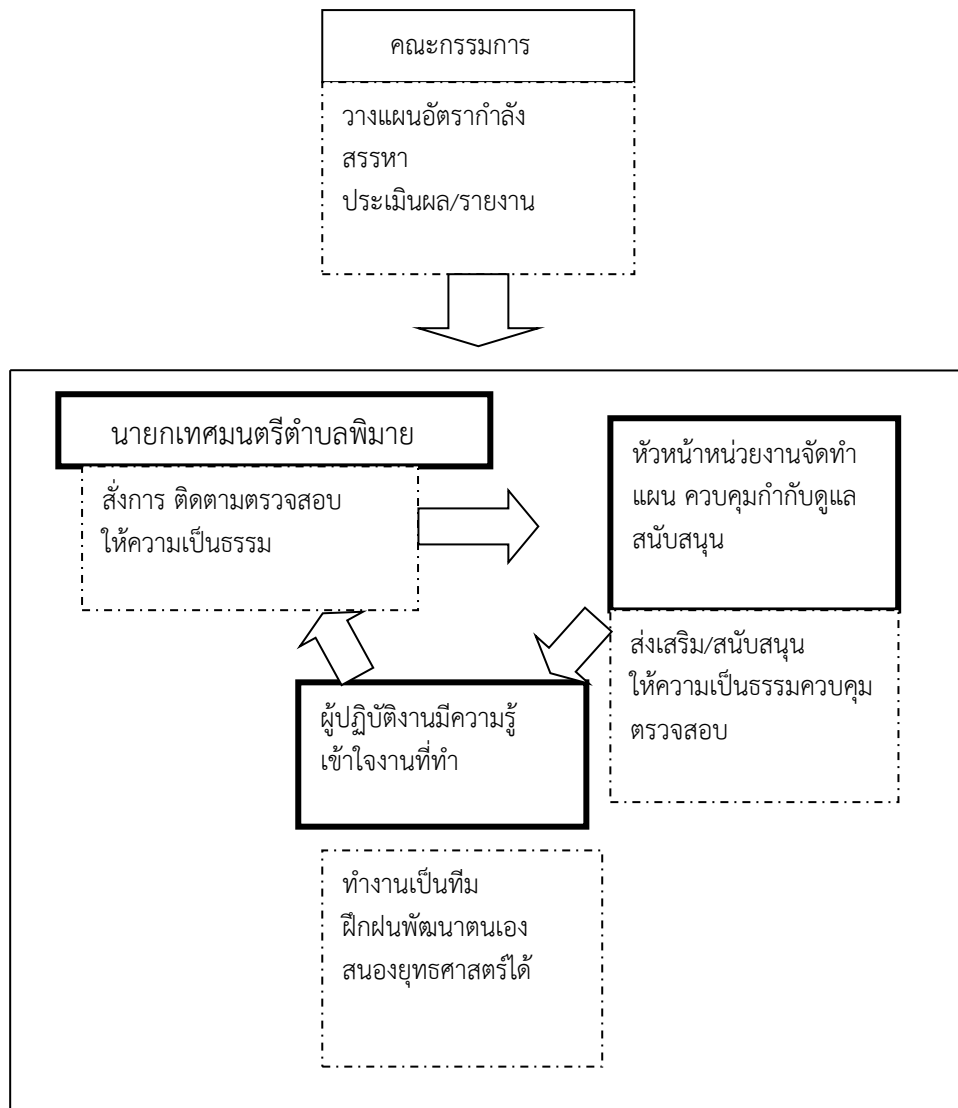 คณะกรรมการ
วางแผนอัตรากำลัง
สรรหา
ประเมินผล/รายงาน
นายกเทศมนตรีตำบลพิมาย
สั่งการ ติดตามตรวจสอบ
ให้ความเป็นธรรม
หัวหน้าหน่วยงานจัดทำ
แผน ควบคุมกำกับดูแล
สนับสนุน
ส่งเสริม/สนับสนุน
ให้ความเป็นธรรมควบคุม
ตรวจสอบ
ผู้ปฏิบัติงานมีความรู้
เข้าใจงานที่ทำ
ทำงานเป็นทีม
ฝึกฝนพัฒนาตนเอง
สนองยุทธศาสตร์ได้